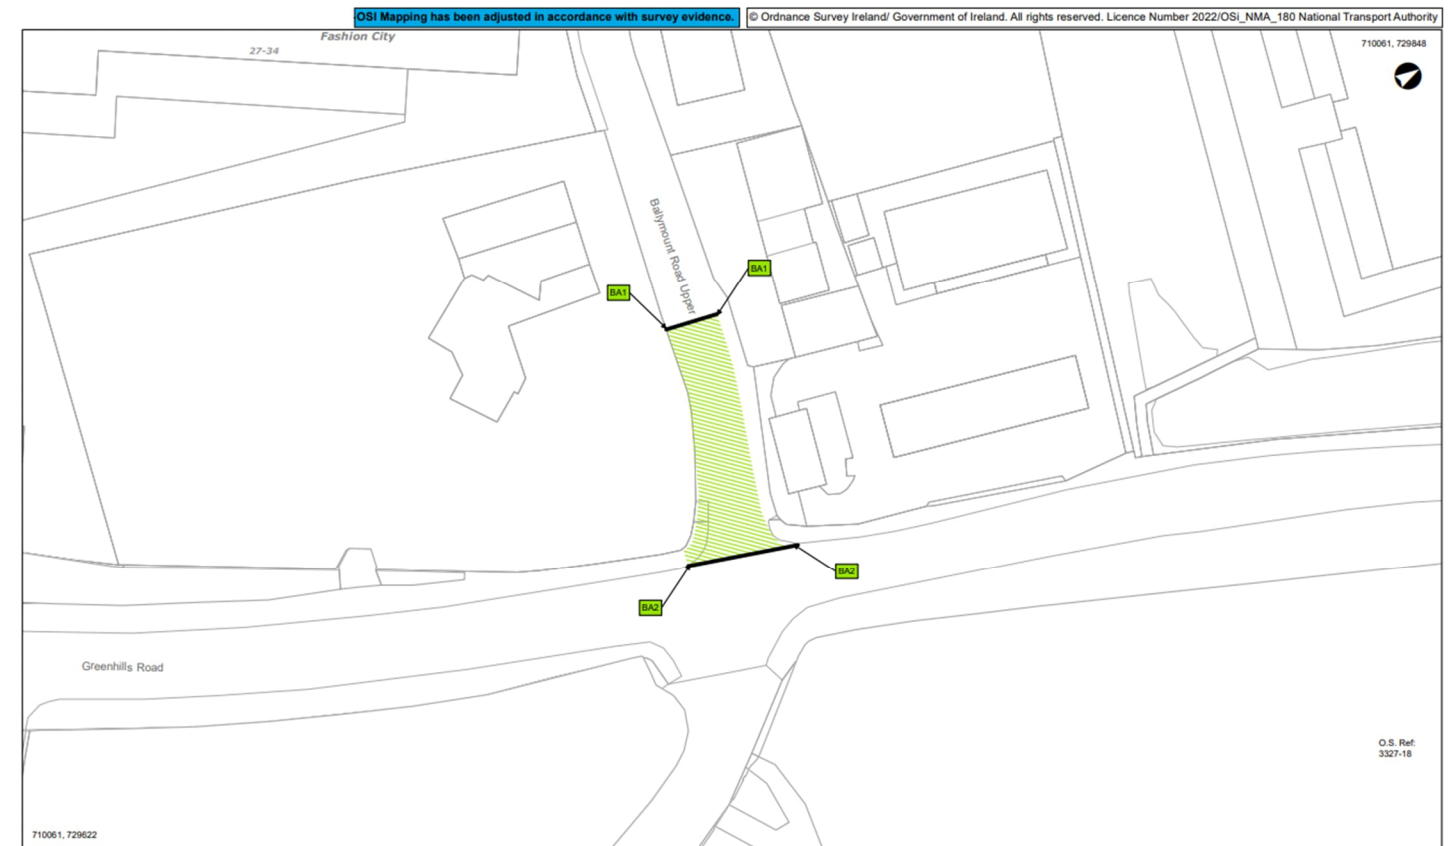 OSI Mapping has been adjusted in accordance with survey evidence.
© Ordnance Survey Ireland/ Government of Ireland. All rights reserved. Licence Number 2022/OSi_NMA_180 National Transport Authority
Fashion City
27-34
710061, 729848
Ballymount Road Upper
BA1
BA1
BA2
BA2
Greenhills Road
O.S. Ref:
3327-18
710061, 729622